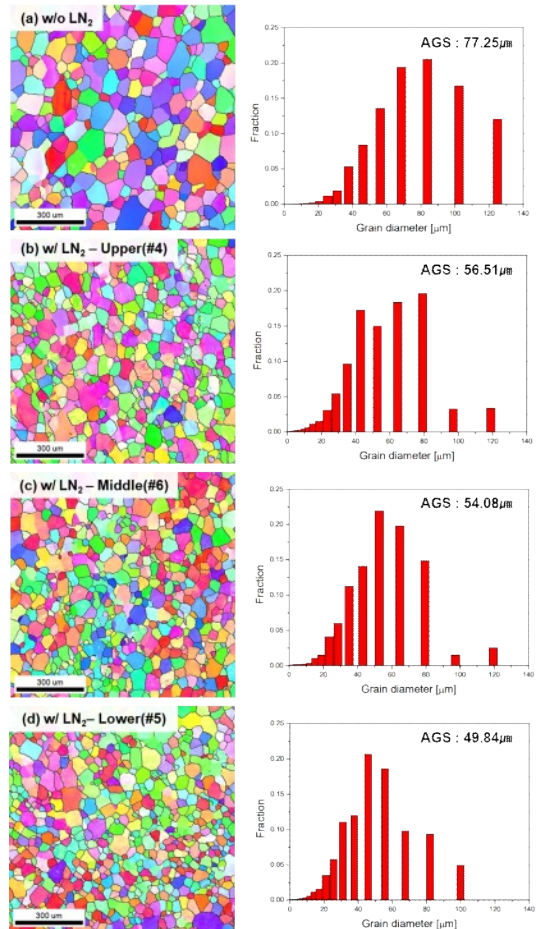 (a) w/o LN₂
300 um
AGS : 77.25㎛
Fraction
0.25
0.20
0.15
0.10
0.05
0.00
0 20 40 60 80 100 120 140
Grain diameter [μm]
(b) w/ LN₂ – Upper(#4)
300 um
AGS : 56.51㎛
Fraction
0.25
0.20
0.15
0.10
0.05
0.00
0 20 40 60 80 100 120 140
Grain diameter [μm]
(c) w/ LN₂ – Middle(#6)
300 um
AGS : 54.08㎛
Fraction
0.25
0.20
0.15
0.10
0.05
0.00
0 20 40 60 80 100 120 140
Grain diameter [μm]
(d) w/ LN₂– Lower(#5)
300 um
AGS : 49.84㎛
Fraction
0.25
0.20
0.15
0.10
0.05
0.00
0 20 40 60 80 100 120 140
Grain diameter [μm]